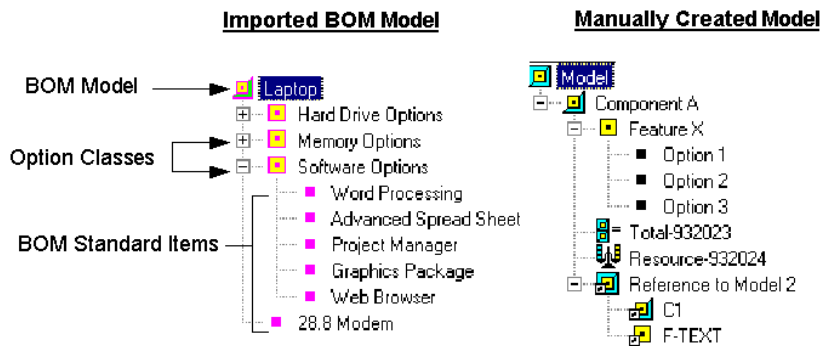 Imported BOM Model
Manually Created Model
BOM Model
Laptop
Hard Drive Options
Memory Options
Option Classes
Software Options
Word Processing
Advanced Spread Sheet
BOM Standard Items
Project Manager
Graphics Package
Web Browser
28.8 Modem
Model
Component A
Feature X
Option 1
Option 2
Option 3
Total-932023
Resource-932024
Reference to Model 2
C1
F-TEXT